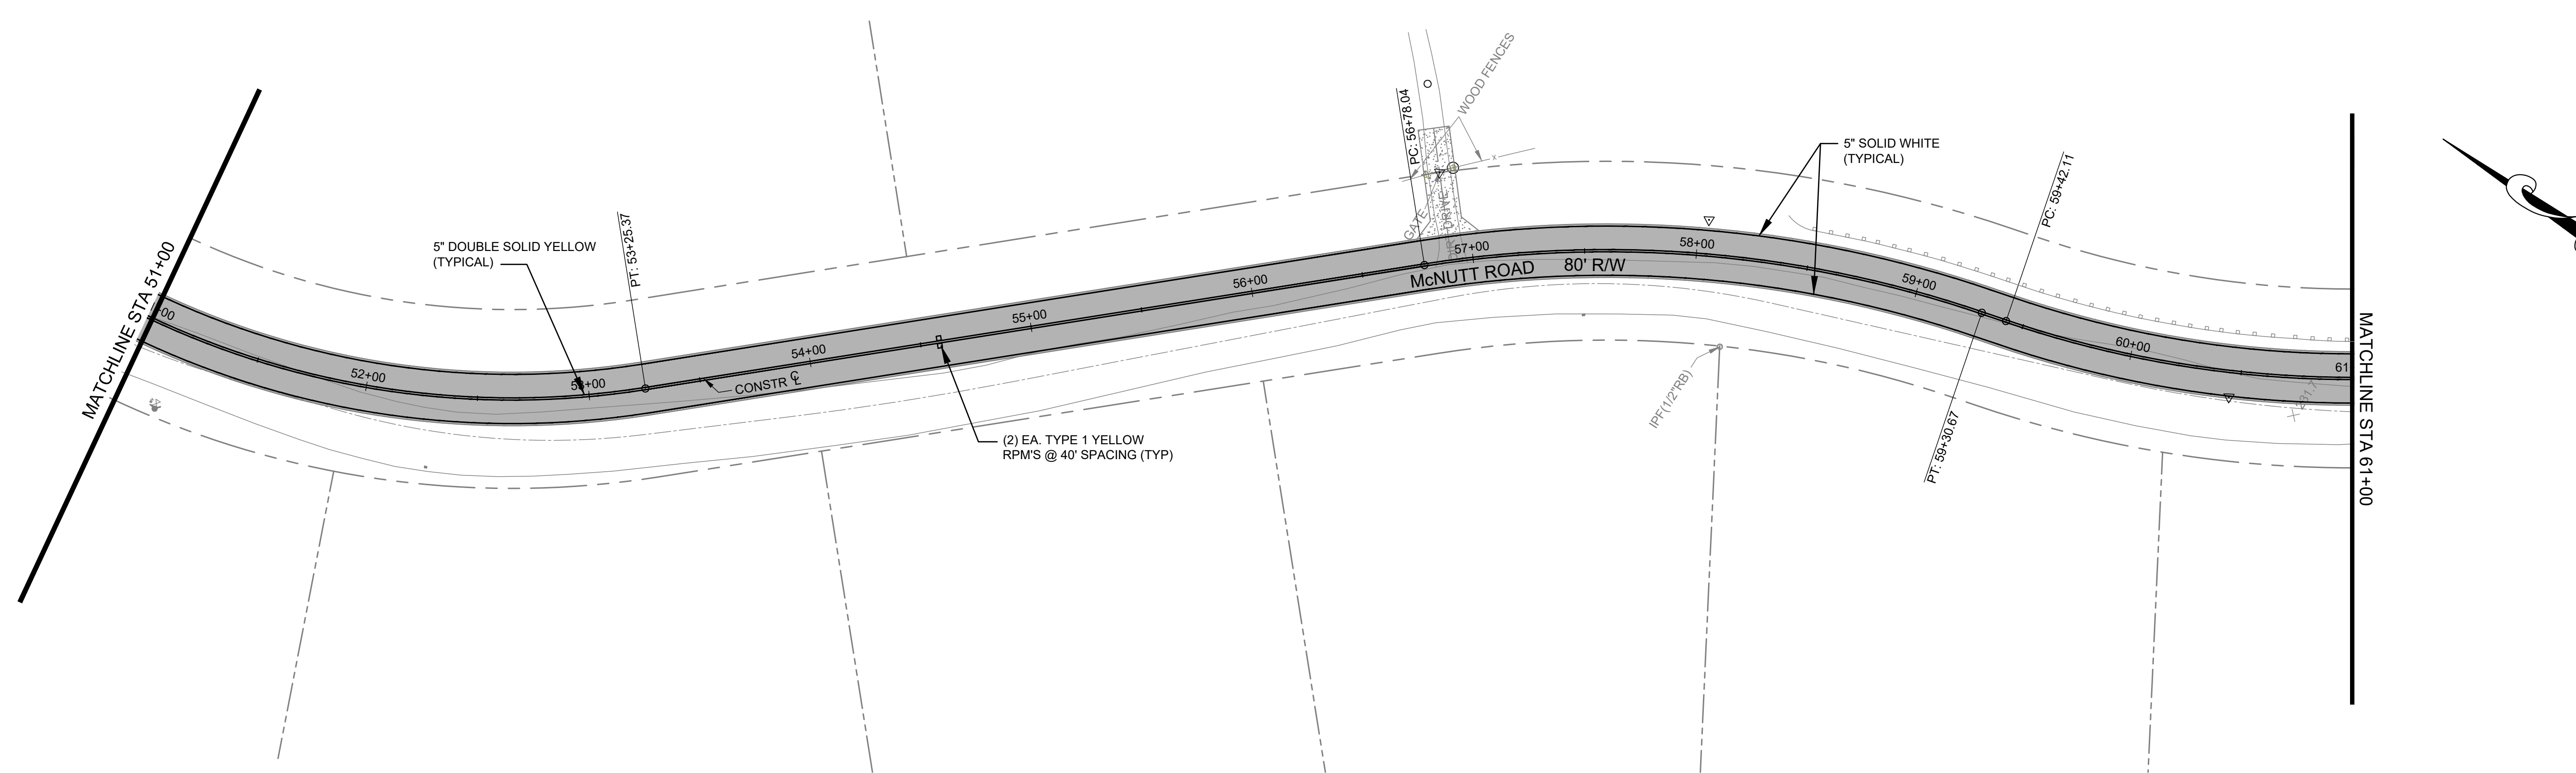 MATCHLINE STA 51+00
+00
5" DOUBLE SOLID YELLOW
(TYPICAL)
52+00
53+00
PT: 53+25.37
54+00
CONSTR ℄
(2) EA. TYPE 1 YELLOW
RPM'S @ 40' SPACING (TYP)
55+00
56+00
PC: 56+78.04
WOOD FENCES
GATE
57+00
McNUTT ROAD 80' R/W
58+00
5" SOLID WHITE
(TYPICAL)
IPF(1/2"RB)
59+00
PT: 59+30.67
PC: 59+42.11
60+00
61
MATCHLINE STA 61+00